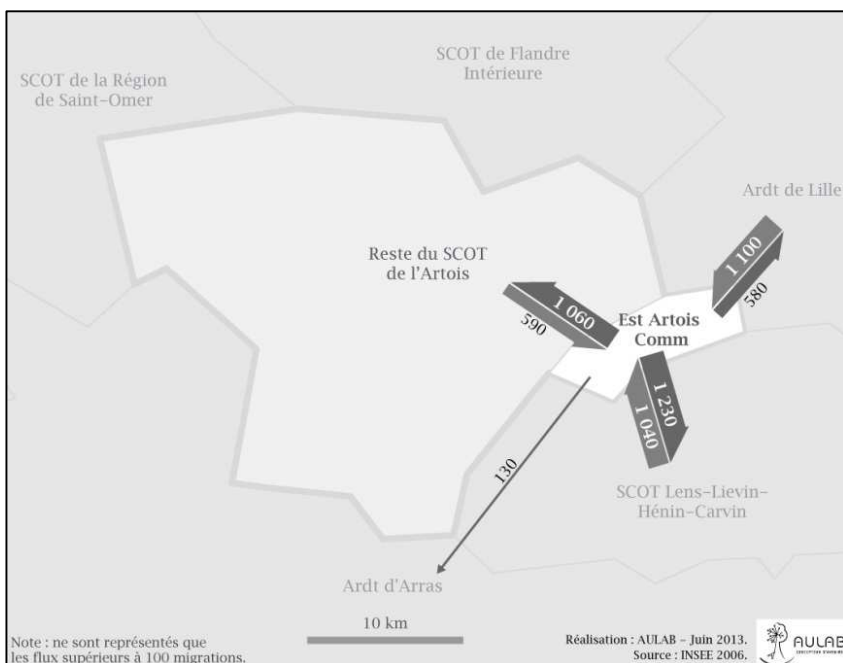 SCOT de Flandre
Intérieure
SCOT de la Région
de Saint-Omer
Ardt de Lille
1 100
580
Reste du SCOT
de l'Artois
1 060
590
Est Artois
Comm
1 230
1 040
130
SCOT Lens-Lievin-
Hénin-Carvin
Ardt d'Arras
10 km
Note : ne sont représentés que
les flux supérieurs à 100 migrations.
Réalisation : AULAB – Juin 2013.
Source : INSEE 2006.
AULAB